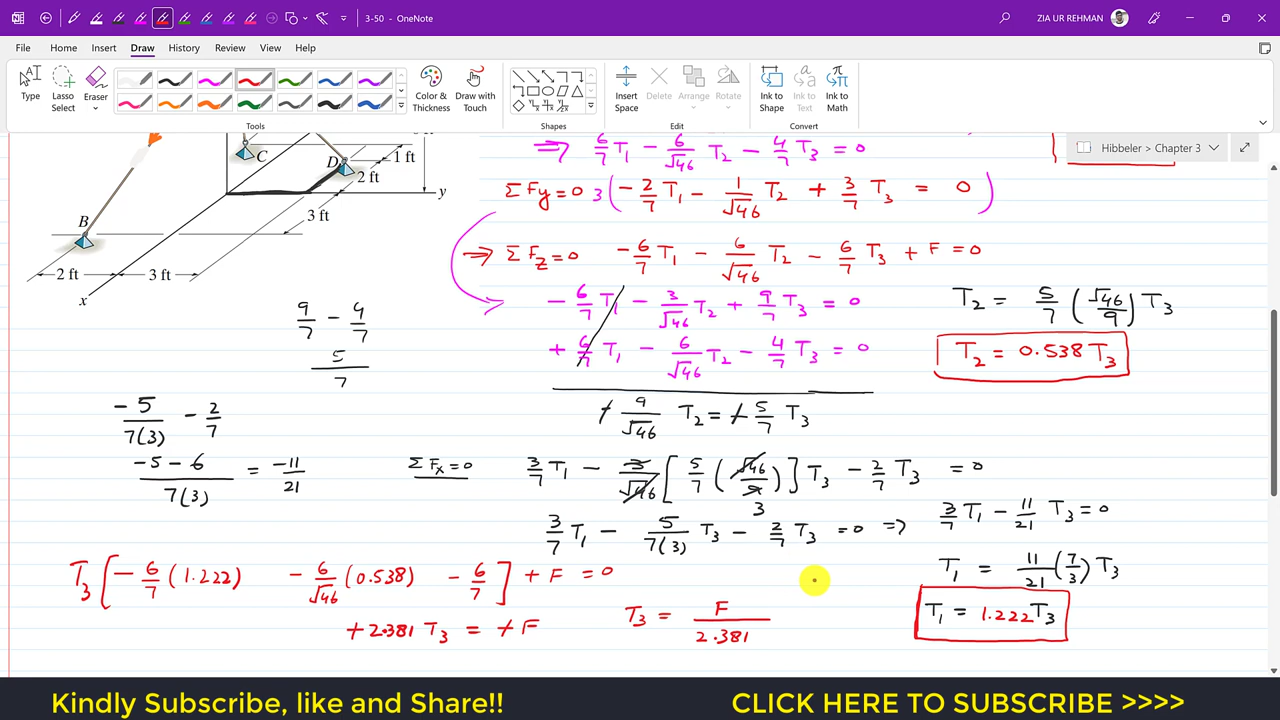 3-50 - OneNote
ZIA UR REHMAN
File Home Insert Draw History Review View Help
Type
Lasso Select
Eraser
Color & Thickness
Draw with Touch
Insert Space
Delete
Arrange
Rotate
Ink to Shape
Ink to Text
Ink to Math
Tools
Shapes
Edit
Convert
Hibbeler > Chapter 3
C
D
1 ft
2 ft
y
3 ft
B
2 ft
3 ft
x
⇒ 6/7 T1 - 6/√46 T2 - 4/7 T3 = 0
ΣFy=0 3(-2/7 T1 - 1/√46 T2 + 3/7 T3 = 0)
⇒ ΣFz=0 -6/7 T1 - 6/√46 T2 - 6/7 T3 + F = 0
-6/7 T1 - 3/√46 T2 + 9/7 T3 = 0
+6/7 T1 - 6/√46 T2 - 4/7 T3 = 0
-9/√46 T2 = -5/7 T3
T2 = 5/7 (√46/9) T3
T2 = 0.538 T3
9/7 - 4/7
5/7
-5/7(3) - 2/7
-5-6/7(3) = -11/21
ΣFx=0 3/7 T1 - 3/√46 [5/7 (√46/9)] T3 - 2/7 T3 = 0
3
3/7 T1 - 5/7(3) T3 - 2/7 T3 = 0 ⇒ 3/7 T1 - 11/21 T3 = 0
T1 = 11/21 (7/3) T3
T1 = 1.222 T3
T3 [-6/7 (1.222) - 6/√46 (0.538) - 6/7] + F = 0
+2.381 T3 = +F
T3 = F/2.381
Kindly Subscribe, like and Share!!
CLICK HERE TO SUBSCRIBE >>>>